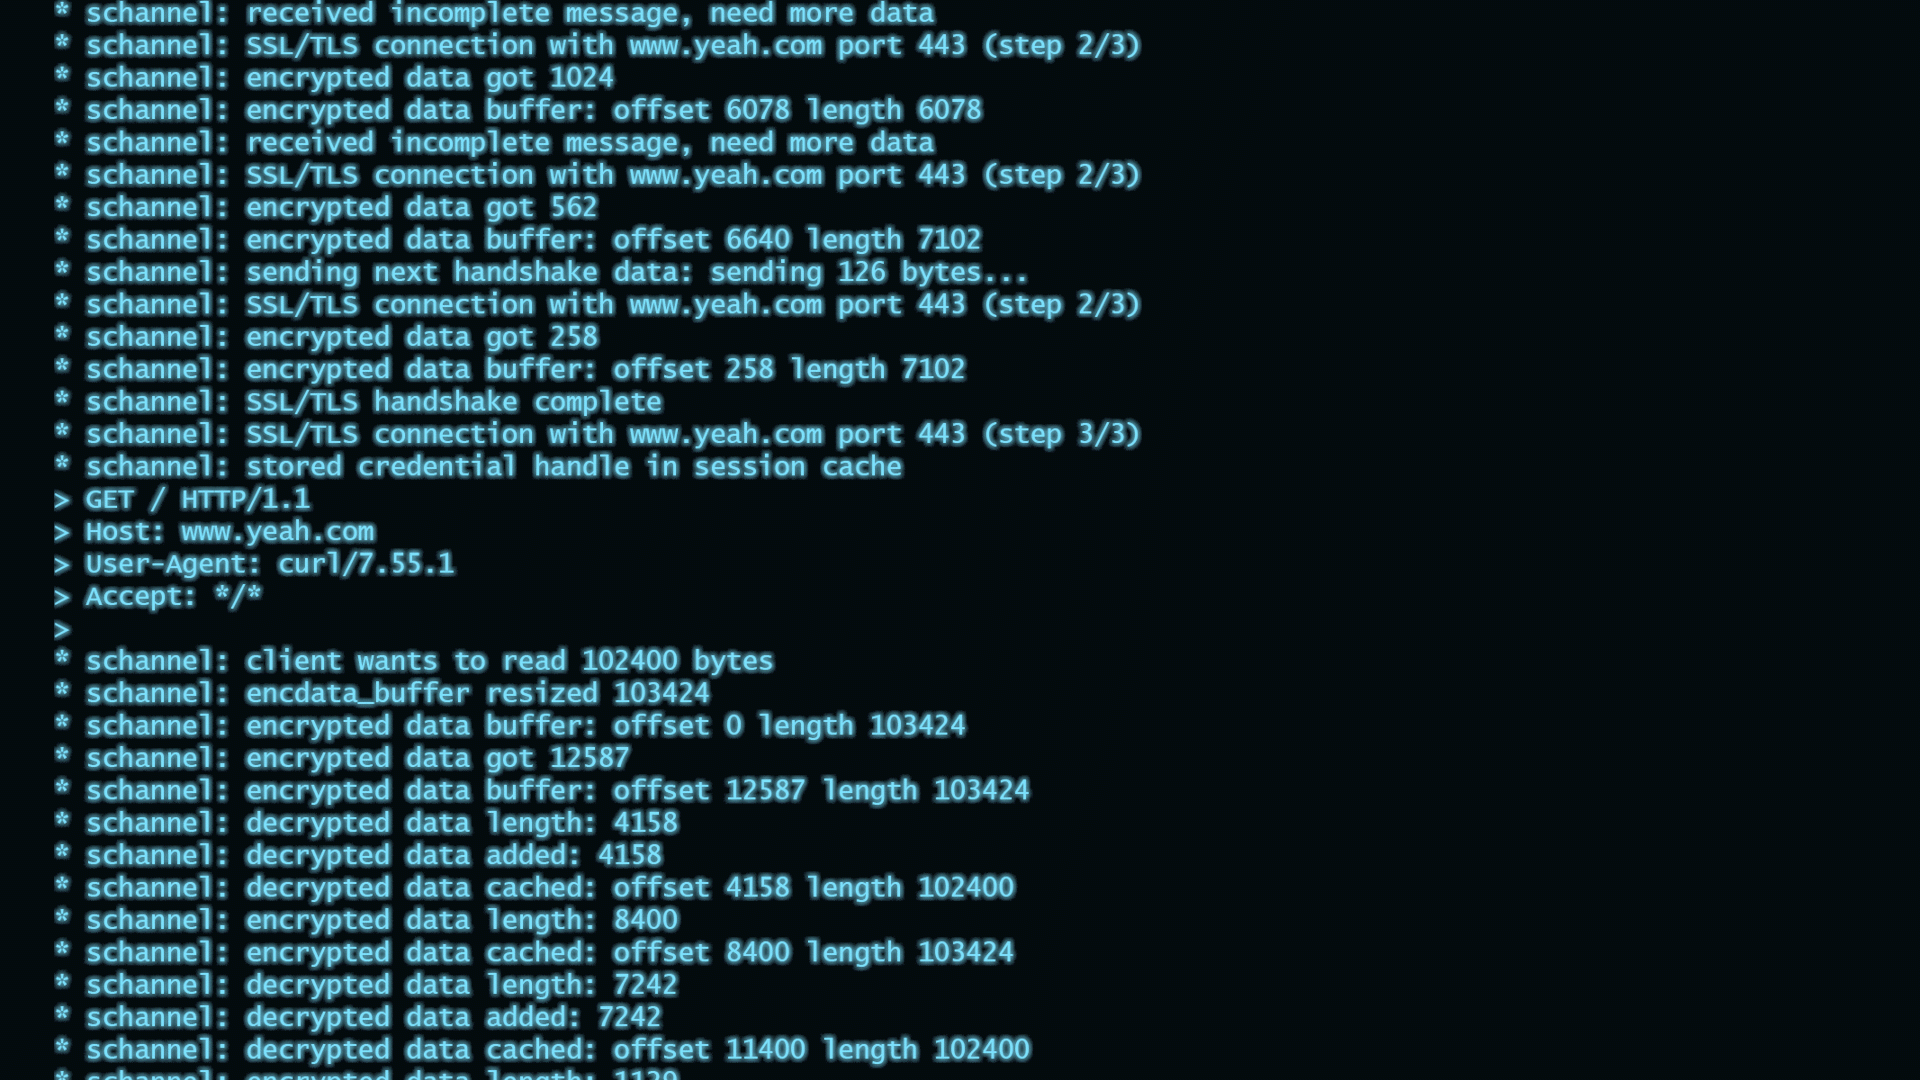 * schannel: received incomplete message, need more data
* schannel: SSL/TLS connection with www.yeah.com port 443 (step 2/3)
* schannel: encrypted data got 1024
* schannel: encrypted data buffer: offset 6078 length 6078
* schannel: received incomplete message, need more data
* schannel: SSL/TLS connection with www.yeah.com port 443 (step 2/3)
* schannel: encrypted data got 562
* schannel: encrypted data buffer: offset 6640 length 7102
* schannel: sending next handshake data: sending 126 bytes...
* schannel: SSL/TLS connection with www.yeah.com port 443 (step 2/3)
* schannel: encrypted data got 258
* schannel: encrypted data buffer: offset 258 length 7102
* schannel: SSL/TLS handshake complete
* schannel: SSL/TLS connection with www.yeah.com port 443 (step 3/3)
* schannel: stored credential handle in session cache
> GET / HTTP/1.1
> Host: www.yeah.com
> User-Agent: curl/7.55.1
> Accept: */*
>
* schannel: client wants to read 102400 bytes
* schannel: encdata_buffer resized 103424
* schannel: encrypted data buffer: offset 0 length 103424
* schannel: encrypted data got 12587
* schannel: encrypted data buffer: offset 12587 length 103424
* schannel: decrypted data length: 4158
* schannel: decrypted data added: 4158
* schannel: decrypted data cached: offset 4158 length 102400
* schannel: encrypted data length: 8400
* schannel: encrypted data cached: offset 8400 length 103424
* schannel: decrypted data length: 7242
* schannel: decrypted data added: 7242
* schannel: decrypted data cached: offset 11400 length 102400
* schannel: encrypted data length: 1129